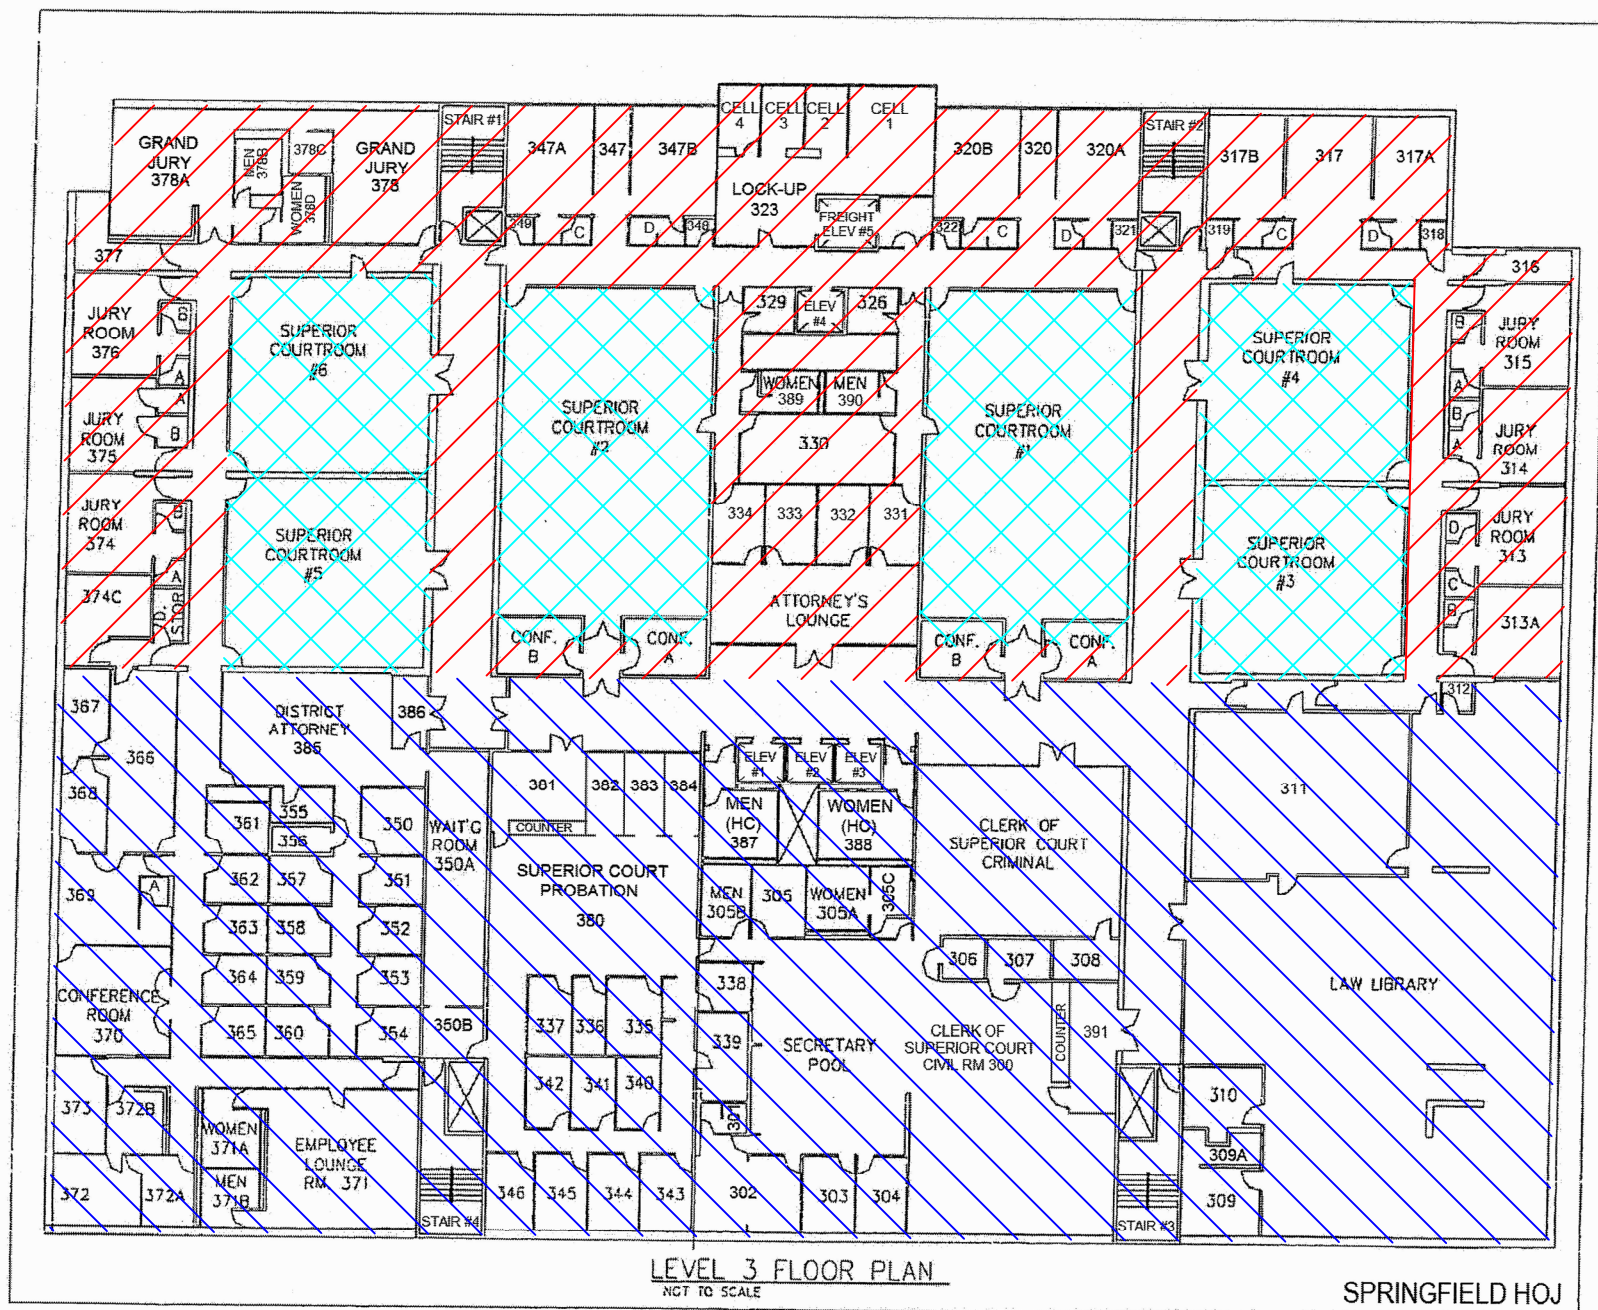 CELL 4
CELL 3
CELL 2
CELL 1
STAIR #1
STAIR #2
GRAND JURY 378A
MEN 378B
378C
WOMEN 378D
GRAND JURY 378
347A
347
347B
LOCK-UP 323
FREIGHT ELEV #5
320B
320
320A
317B
317
317A
349
C
D
348
322
C
D
321
319
C
D
318
377
316
JURY ROOM 376
B
A
A
B
JURY ROOM 375
JURY ROOM 374
B
A
374C
STOR
SUPERIOR COURTROOM #6
SUPERIOR COURTROOM #5
SUPERIOR COURTROOM #2
CONF. B
CONF. A
329
ELEV #4
326
WOMEN 389
MEN 390
330
334
333
332
331
ATTORNEY'S LOUNGE
SUPERIOR COURTROOM #1
CONF. B
CONF. A
SUPERIOR COURTROOM #4
SUPERIOR COURTROOM #3
B
A
B
A
JURY ROOM 315
JURY ROOM 314
D
C
B
JURY ROOM 313
313A
312
367
366
368
DISTRICT ATTORNEY 385
386
361
355
356
350
362
357
351
363
358
352
364
359
353
365
360
354
369
A
CONFERENCE ROOM 370
373
372B
372
372A
WOMEN 371A
MEN 371B
EMPLOYEE LOUNGE RM. 371
WAIT'G ROOM 350A
350B
STAIR #4
381
382
383
384
COUNTER
SUPERIOR COURT PROBATION
380
337
336
335
342
341
340
346
345
344
343
ELEV #1
ELEV #2
ELEV #3
MEN (HC) 387
WOMEN (HC) 388
MEN 305B
305
WOMEN 305A
305C
338
339
301
SECRETARY POOL
302
303
304
CLERK OF SUPERIOR COURT CRIMINAL
306
307
308
CLERK OF SUPERIOR COURT CIVIL RM 300
COUNTER
391
STAIR #3
311
LAW LIBRARY
310
309A
309
LEVEL 3 FLOOR PLAN
NOT TO SCALE
SPRINGFIELD HOJ